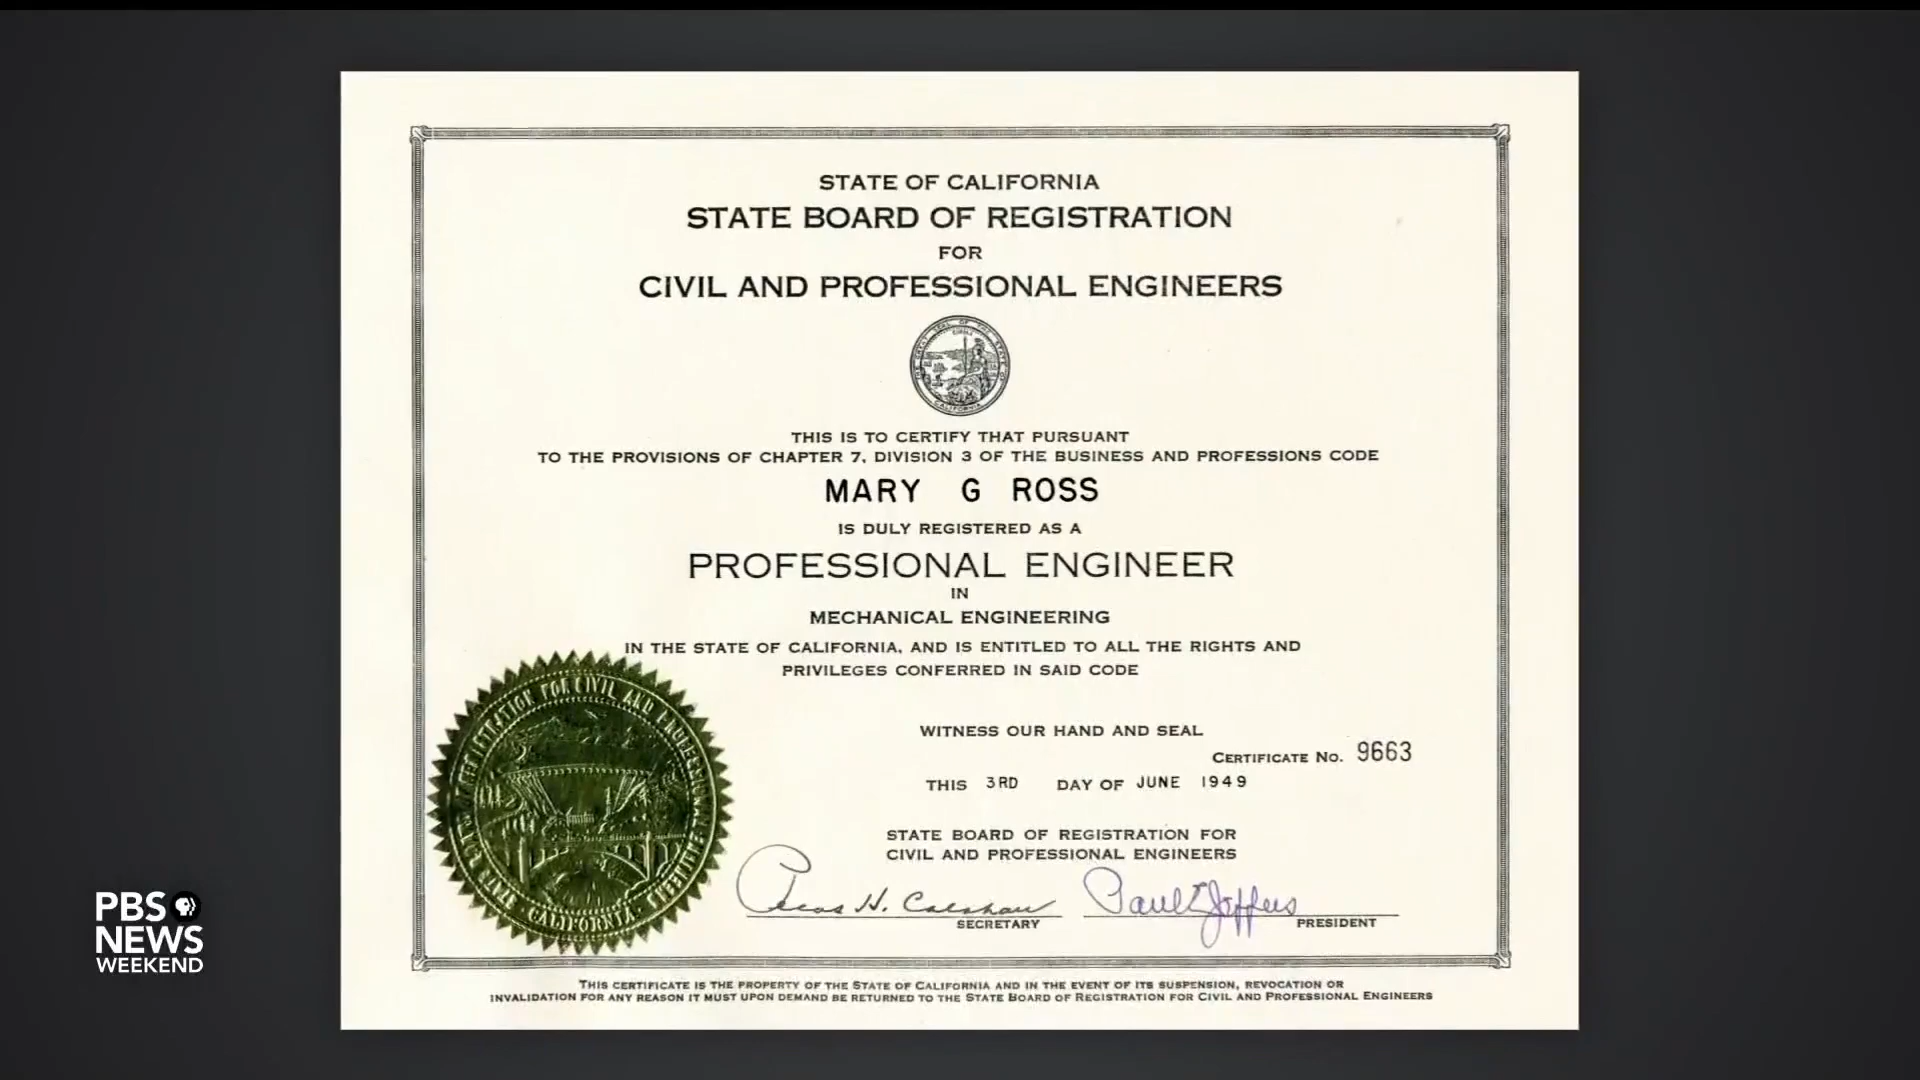 STATE OF CALIFORNIA
STATE BOARD OF REGISTRATION
FOR
CIVIL AND PROFESSIONAL ENGINEERS
THIS IS TO CERTIFY THAT PURSUANT
TO THE PROVISIONS OF CHAPTER 7, DIVISION 3 OF THE BUSINESS AND PROFESSIONS CODE
MARY G ROSS
IS DULY REGISTERED AS A
PROFESSIONAL ENGINEER
IN
MECHANICAL ENGINEERING
IN THE STATE OF CALIFORNIA, AND IS ENTITLED TO ALL THE RIGHTS AND
PRIVILEGES CONFERRED IN SAID CODE
WITNESS OUR HAND AND SEAL
CERTIFICATE NO. 9663
THIS 3RD DAY OF JUNE 1949
STATE BOARD OF REGISTRATION FOR
CIVIL AND PROFESSIONAL ENGINEERS
SECRETARY
PRESIDENT
REGISTRATION FOR CIVIL AND PROFESSIONAL
CALIFORNIA
THIS CERTIFICATE IS THE PROPERTY OF THE STATE OF CALIFORNIA AND IN THE EVENT OF ITS SUSPENSION, REVOCATION OR
INVALIDATION FOR ANY REASON IT MUST UPON DEMAND BE RETURNED TO THE STATE BOARD OF REGISTRATION FOR CIVIL AND PROFESSIONAL ENGINEERS
PBS
NEWS
WEEKEND